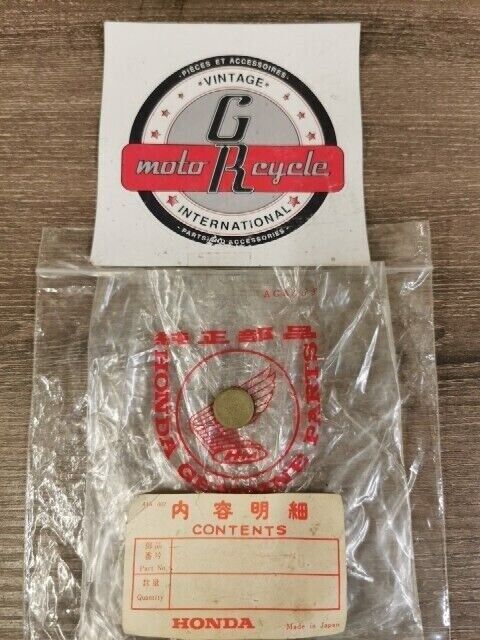 ·PIÈCES ET ACCESSOIRES·
·VINTAGE·
G
moto R cycle
INTERNATIONAL
·PARTS AND ACCESSORIES·
純正部品
HONDA GENUINE PARTS
内容明細
CONTENTS
部品
番号
Part No.
数量
Quantity
HONDA
Made in Japan